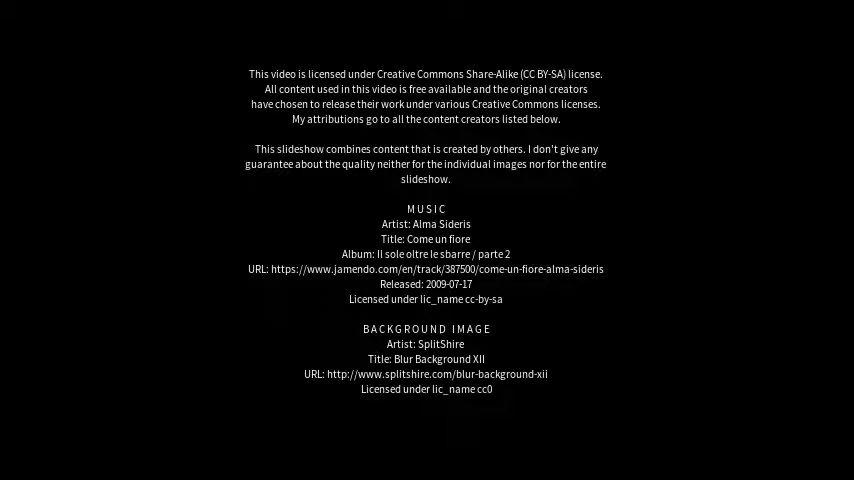 This video is licensed under Creative Commons Share-Alike (CC BY-SA) license.
All content used in this video is free available and the original creators
have chosen to release their work under various Creative Commons licenses.
My attributions go to all the content creators listed below.
This slideshow combines content that is created by others. I don't give any
guarantee about the quality neither for the individual images nor for the entire
slideshow.
MUSIC
Artist: Alma Sideris
Title: Come un fiore
Album: Il sole oltre le sbarre / parte 2
URL: https://www.jamendo.com/en/track/387500/come-un-fiore-alma-sideris
Released: 2009-07-17
Licensed under lic_name cc-by-sa
BACKGROUND IMAGE
Artist: SplitShire
Title: Blur Background XII
URL: http://www.splitshire.com/blur-background-xii
Licensed under lic_name cc0